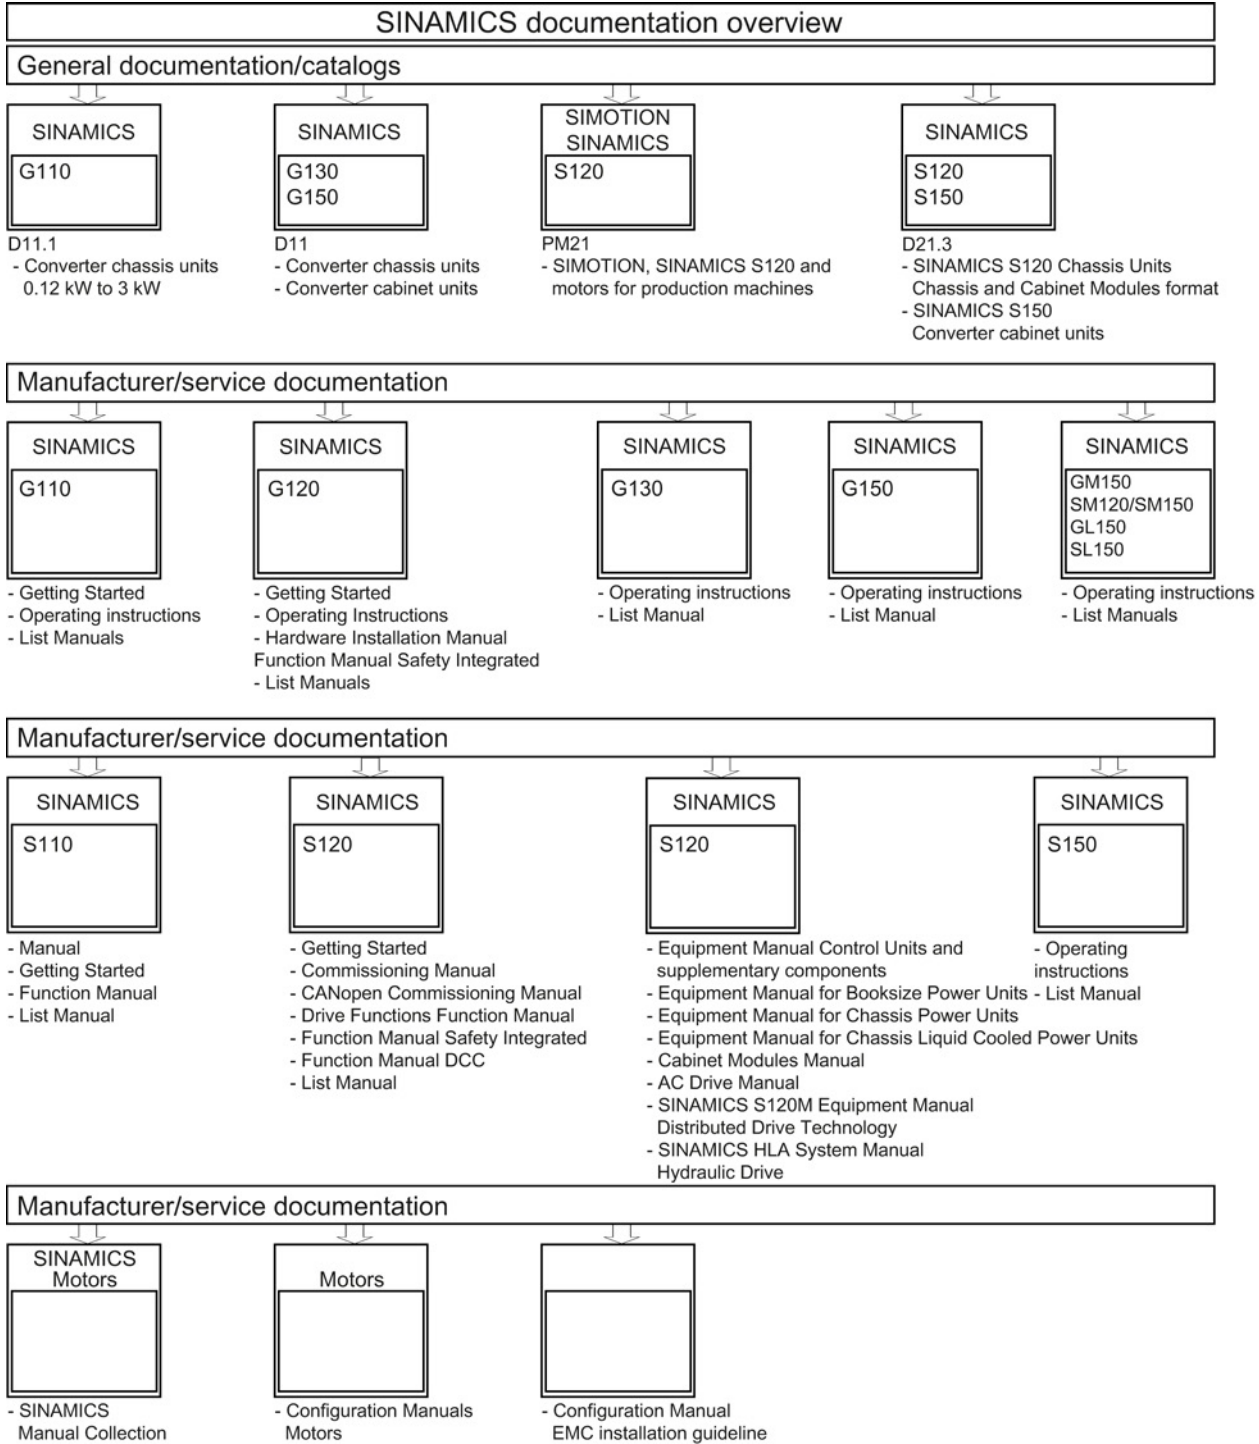 SINAMICS documentation overview
General documentation/catalogs
SINAMICS
G110
D11.1
- Converter chassis units
0.12 kW to 3 kW
SINAMICS
G130
G150
D11
- Converter chassis units
- Converter cabinet units
SIMOTION
SINAMICS
S120
PM21
- SIMOTION, SINAMICS S120 and
motors for production machines
SINAMICS
S120
S150
D21.3
- SINAMICS S120 Chassis Units
Chassis and Cabinet Modules format
- SINAMICS S150
Converter cabinet units
Manufacturer/service documentation
SINAMICS
G110
- Getting Started
- Operating instructions
- List Manuals
SINAMICS
G120
- Getting Started
- Operating Instructions
- Hardware Installation Manual
Function Manual Safety Integrated
- List Manuals
SINAMICS
G130
- Operating instructions
- List Manual
SINAMICS
G150
- Operating instructions
- List Manual
SINAMICS
GM150
SM120/SM150
GL150
SL150
- Operating instructions
- List Manuals
Manufacturer/service documentation
SINAMICS
S110
- Manual
- Getting Started
- Function Manual
- List Manual
SINAMICS
S120
- Getting Started
- Commissioning Manual
- CANopen Commissioning Manual
- Drive Functions Function Manual
- Function Manual Safety Integrated
- Function Manual DCC
- List Manual
SINAMICS
S120
- Equipment Manual Control Units and
supplementary components
- Equipment Manual for Booksize Power Units
- Equipment Manual for Chassis Power Units
- Equipment Manual for Chassis Liquid Cooled Power Units
- Cabinet Modules Manual
- AC Drive Manual
- SINAMICS S120M Equipment Manual
Distributed Drive Technology
- SINAMICS HLA System Manual
Hydraulic Drive
SINAMICS
S150
- Operating
instructions
- List Manual
Manufacturer/service documentation
SINAMICS
Motors
- SINAMICS
Manual Collection
Motors
- Configuration Manuals
Motors
- Configuration Manual
EMC installation guideline